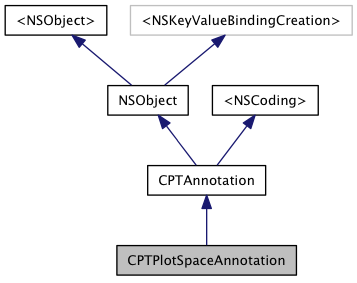 <NSObject>
<NSKeyValueBindingCreation>
NSObject
<NSCoding>
CPTAnnotation
CPTPlotSpaceAnnotation